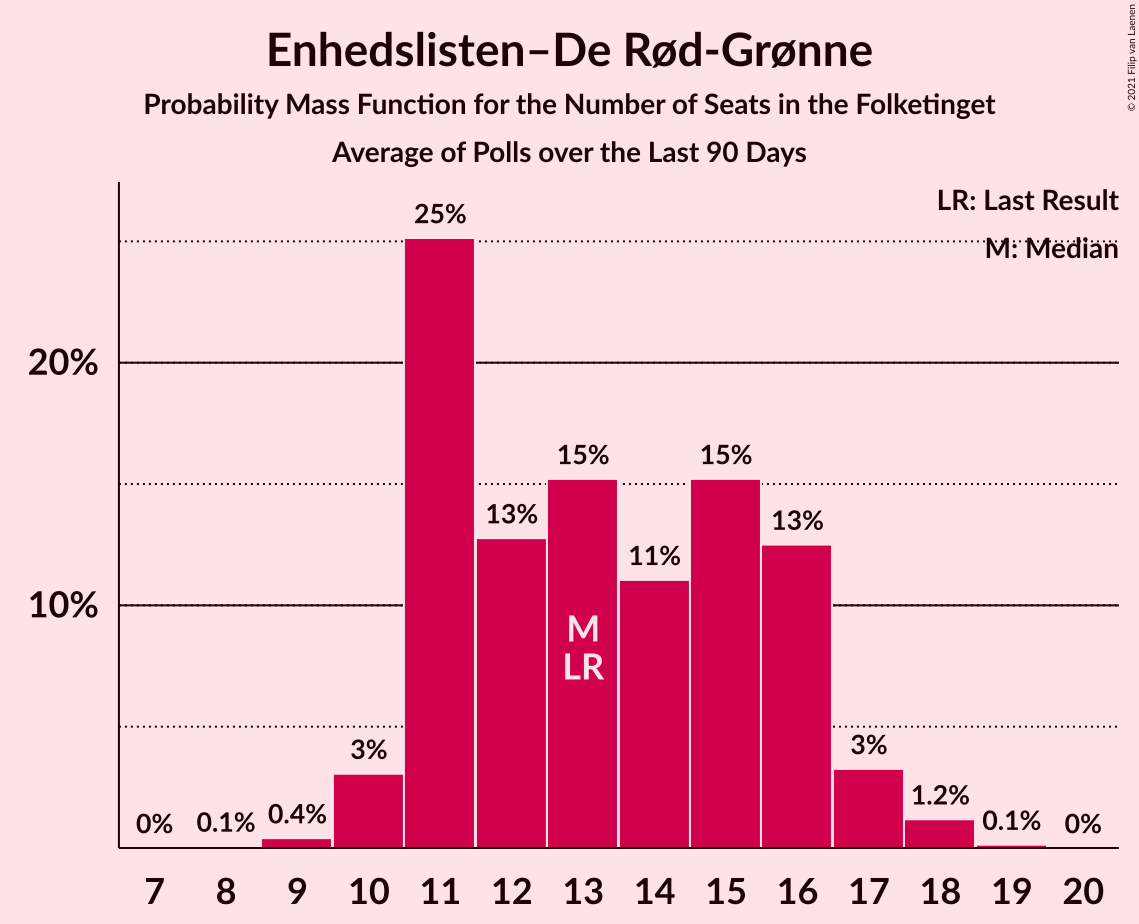 Enhedslisten–De Rød-Grønne
Probability Mass Function for the Number of Seats in the Folketinget
Average of Polls over the Last 90 Days
© 2021 Filip van Laenen
LR: Last Result
M: Median
20%
10%
0%
0.1%
0.4%
3%
25%
13%
15%
11%
15%
13%
3%
1.2%
0.1%
0%
M
LR
7 8 9 10 11 12 13 14 15 16 17 18 19 20